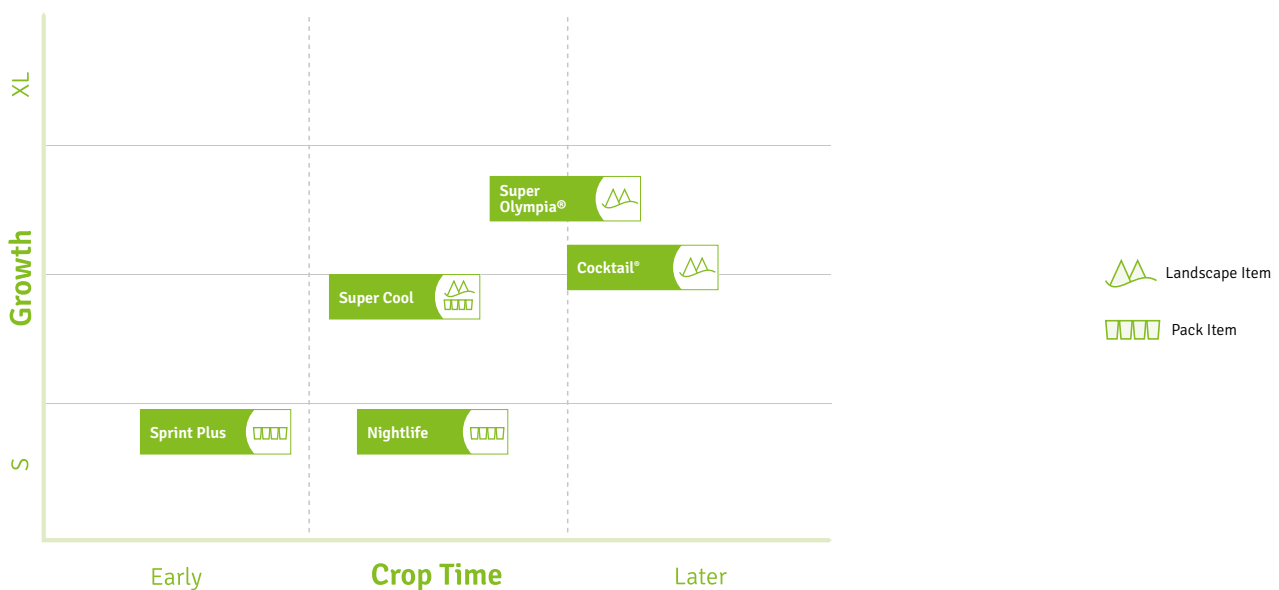 XL
Growth
S
Super
Olympia®
Cocktail®
Super Cool
Sprint Plus
Nightlife
Early
Crop Time
Later
Landscape Item
Pack Item